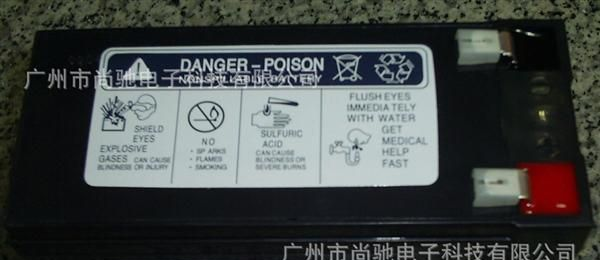 DANGER – POISON
NONSPILLABLE BATTERY
广州市尚驰电子科技有限公司
SHIELD
EYES
EXPLOSIVE
GASES CAN CAUSE
BLINDNESS OR INJURY
NO
• SPARKS
• FLAMES
• SMOKING
SULFURIC
ACID
CAN CAUSE
BLINDNESS OR
SEVERE BURNS
FLUSH EYES
IMMEDIATELY
WITH WATER
GET
MEDICAL
HELP
FAST
广州市尚驰电子科技有限公司